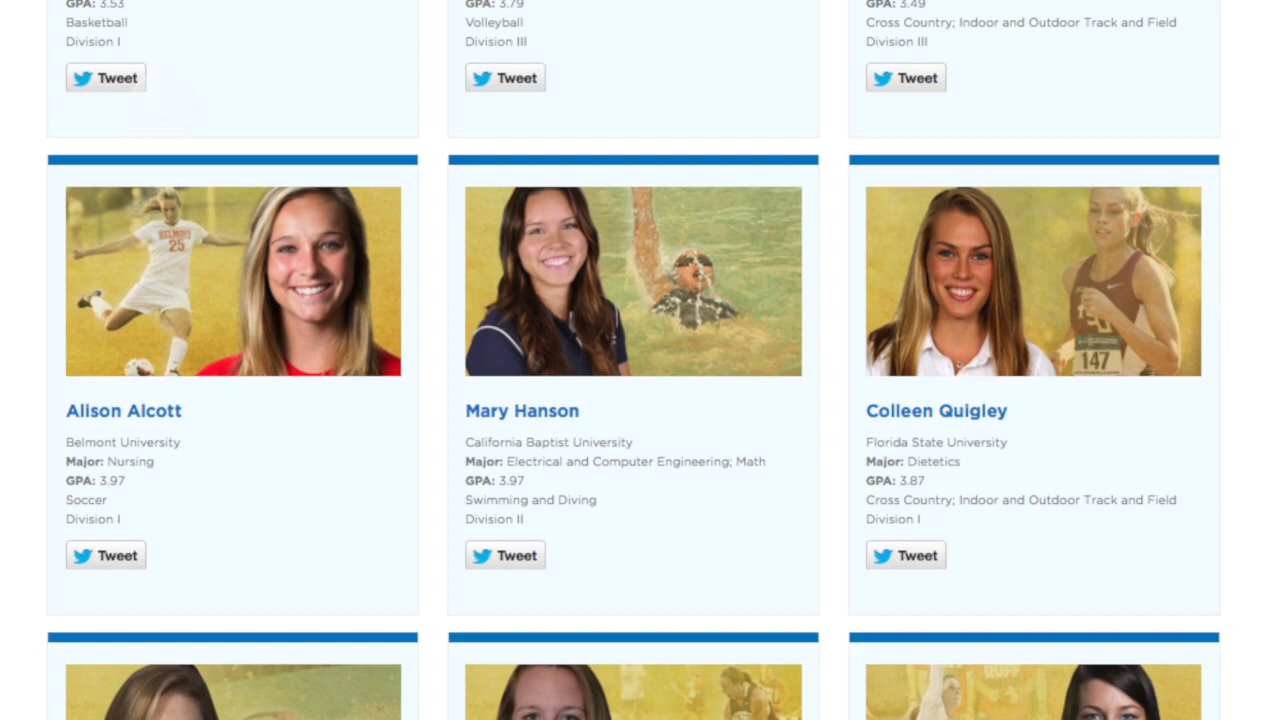 GPA: 3.53
Basketball
Division I
Tweet
GPA: 3.79
Volleyball
Division III
Tweet
GPA: 3.49
Cross Country; Indoor and Outdoor Track and Field
Division III
Tweet
BELMONT
25
Alison Alcott
Belmont University
Major: Nursing
GPA: 3.97
Soccer
Division I
Tweet
Mary Hanson
California Baptist University
Major: Electrical and Computer Engineering; Math
GPA: 3.97
Swimming and Diving
Division II
Tweet
147
Colleen Quigley
Florida State University
Major: Dietetics
GPA: 3.87
Cross Country; Indoor and Outdoor Track and Field
Division I
Tweet